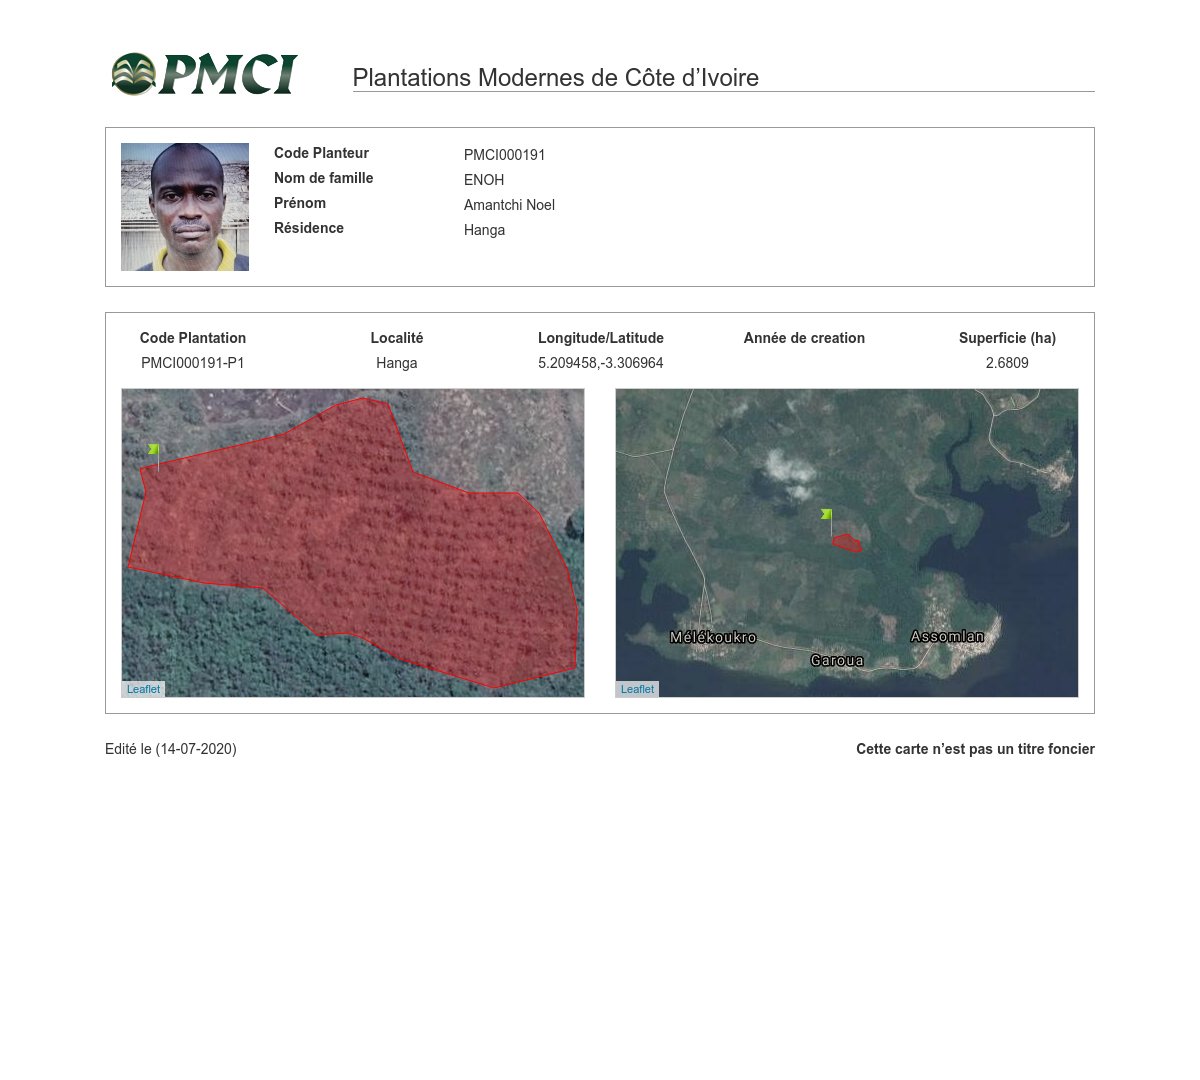 PMCI
Plantations Modernes de Côte d’Ivoire
Code Planteur PMCI000191
Nom de famille ENOH
Prénom Amantchi Noel
Résidence Hanga
Code Plantation Localité Longitude/Latitude Année de creation Superficie (ha)
PMCI000191-P1 Hanga 5.209458,-3.306964 2.6809
Mélékoukro
Garoua
Assomlan
Leaflet
Leaflet
Edité le (14-07-2020)
Cette carte n’est pas un titre foncier